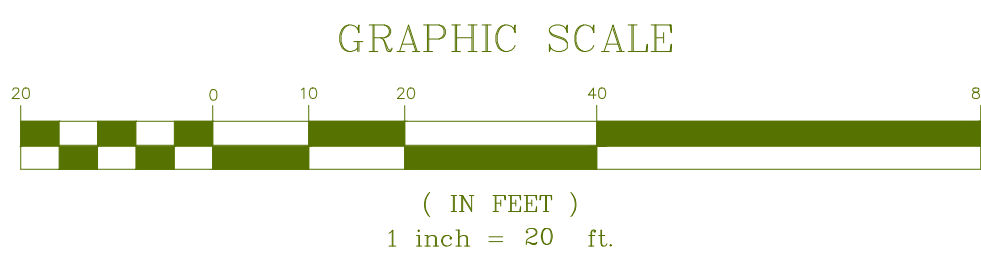 GRAPHIC SCALE
20 0 10 20 40 8
( IN FEET )
1 inch = 20 ft.